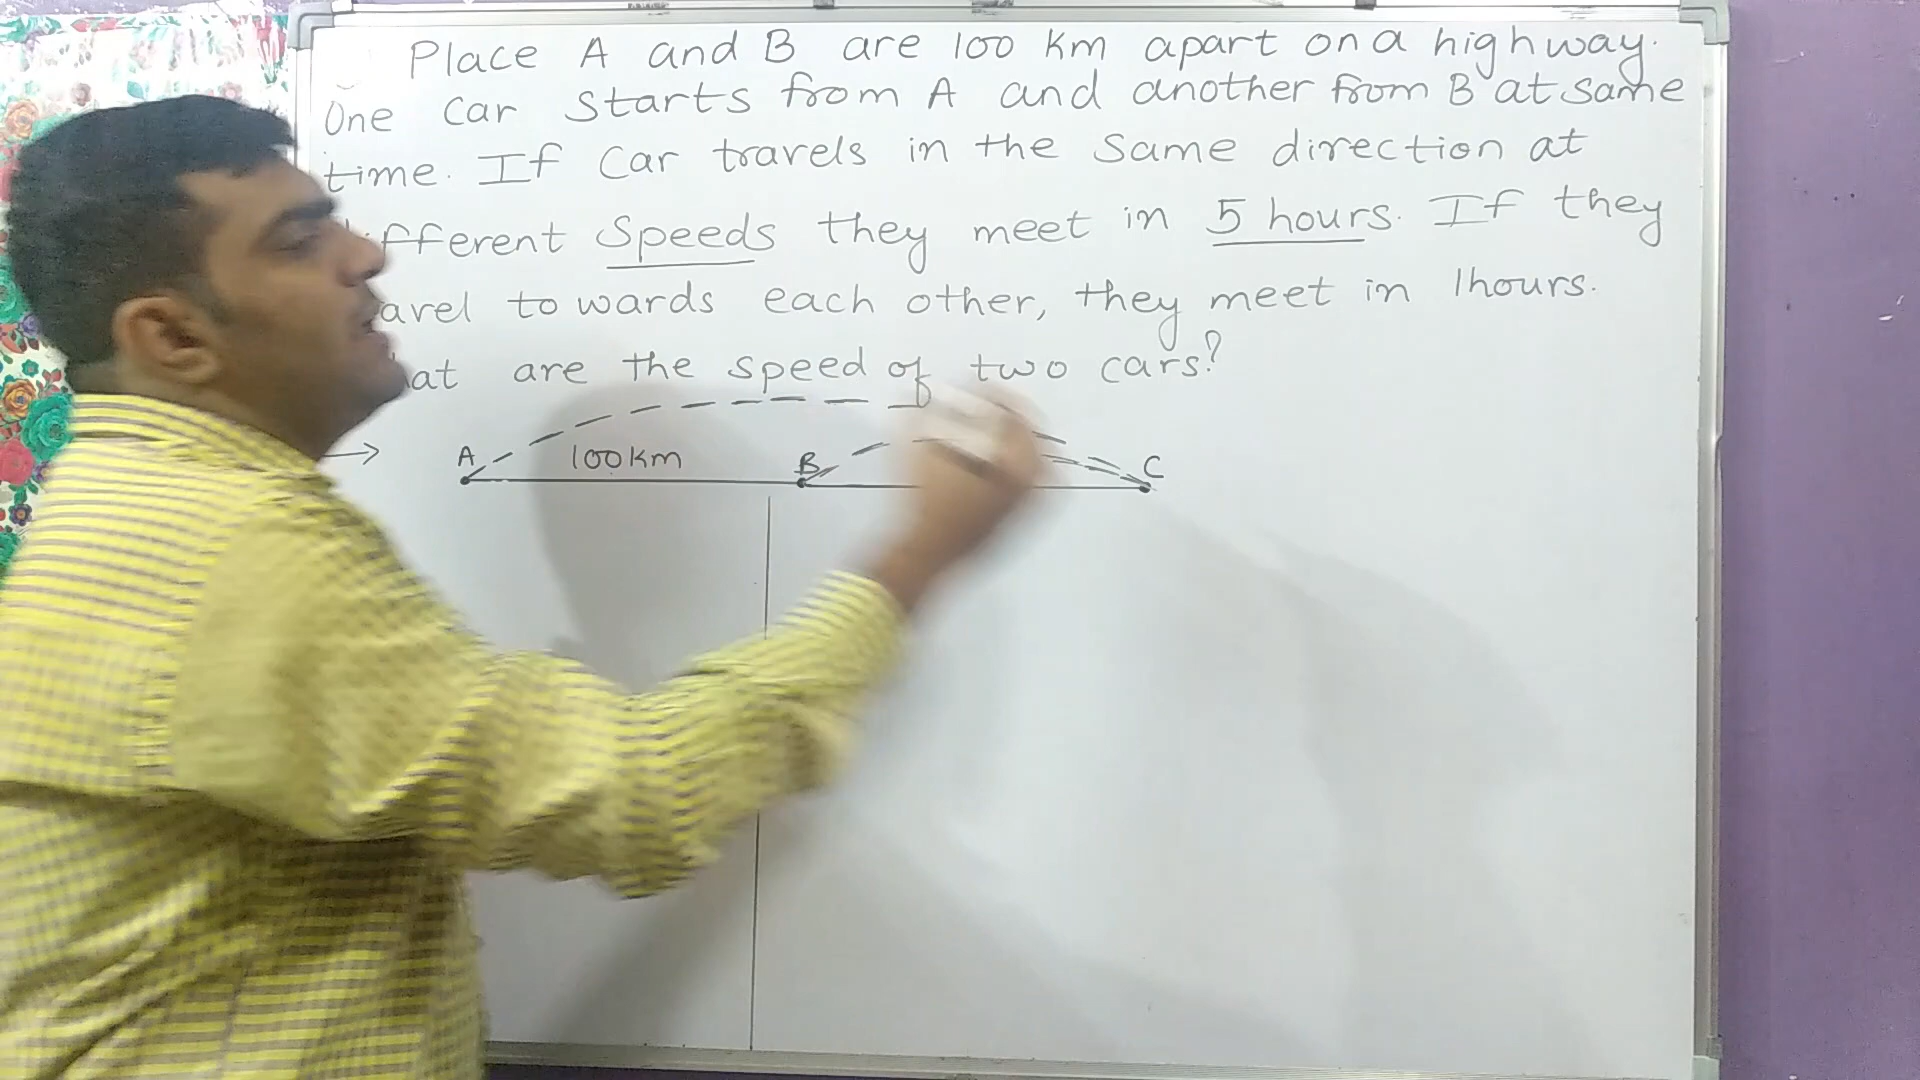 Place A and B are 100 km apart on a highway.
One car starts from A and another from B at same
time. If car travels in the same direction at
fferent speeds they meet in 5 hours. If they
avel towards each other, they meet in 1hours.
at are the speed of two cars?
A 100km B C